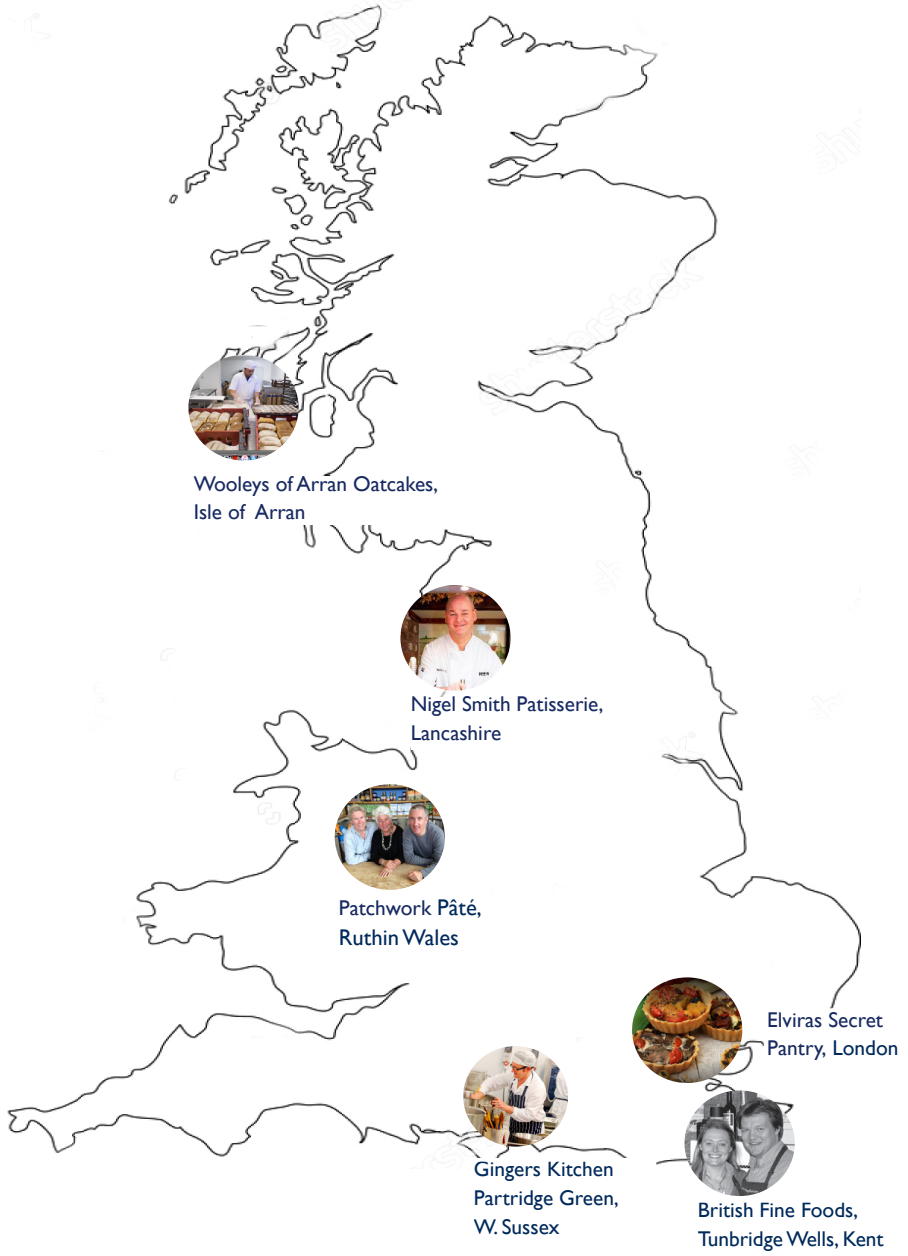 Wooleys of Arran Oatcakes,
Isle of Arran
Nigel Smith Patisserie,
Lancashire
Patchwork Pâté,
Ruthin Wales
Elviras Secret
Pantry, London
Gingers Kitchen
Partridge Green,
W. Sussex
British Fine Foods,
Tunbridge Wells, Kent